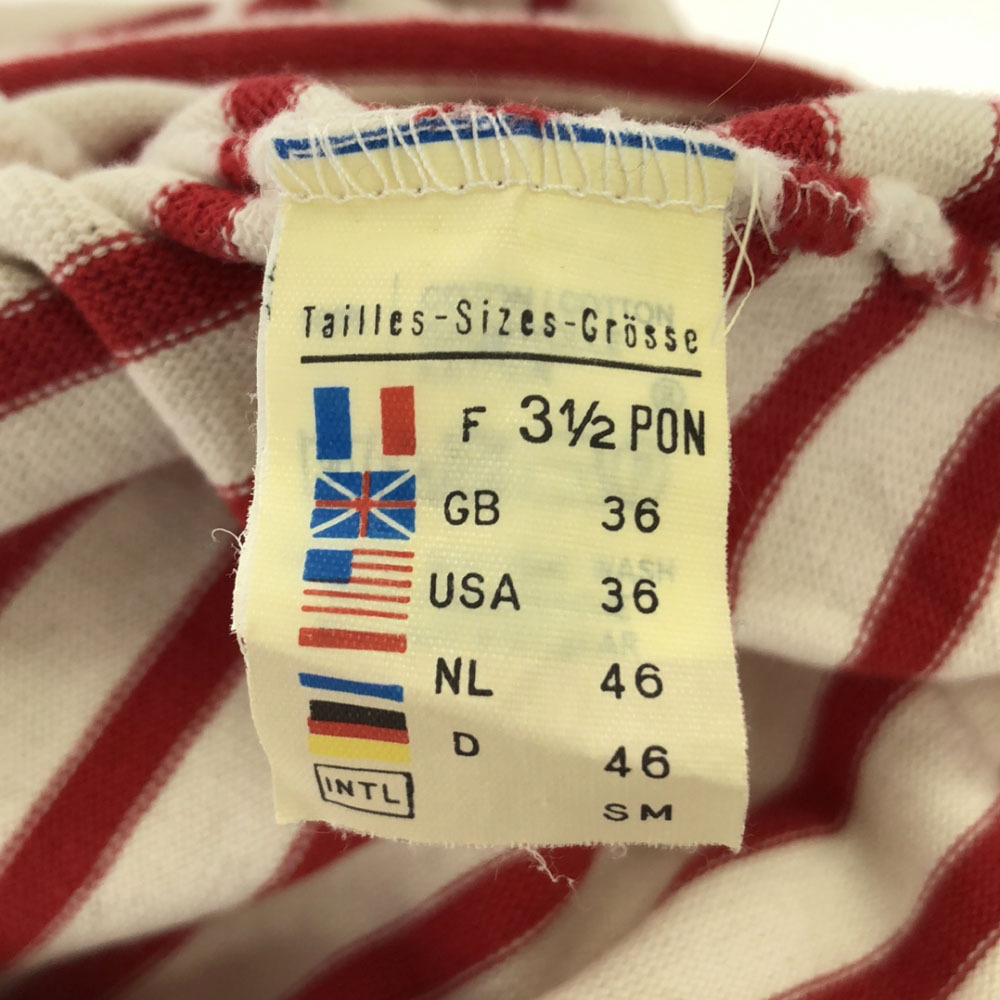 Tailles-Sizes-Grösse
F 3½ PON
GB 36
USA 36
NL 46
D 46
INTL SM